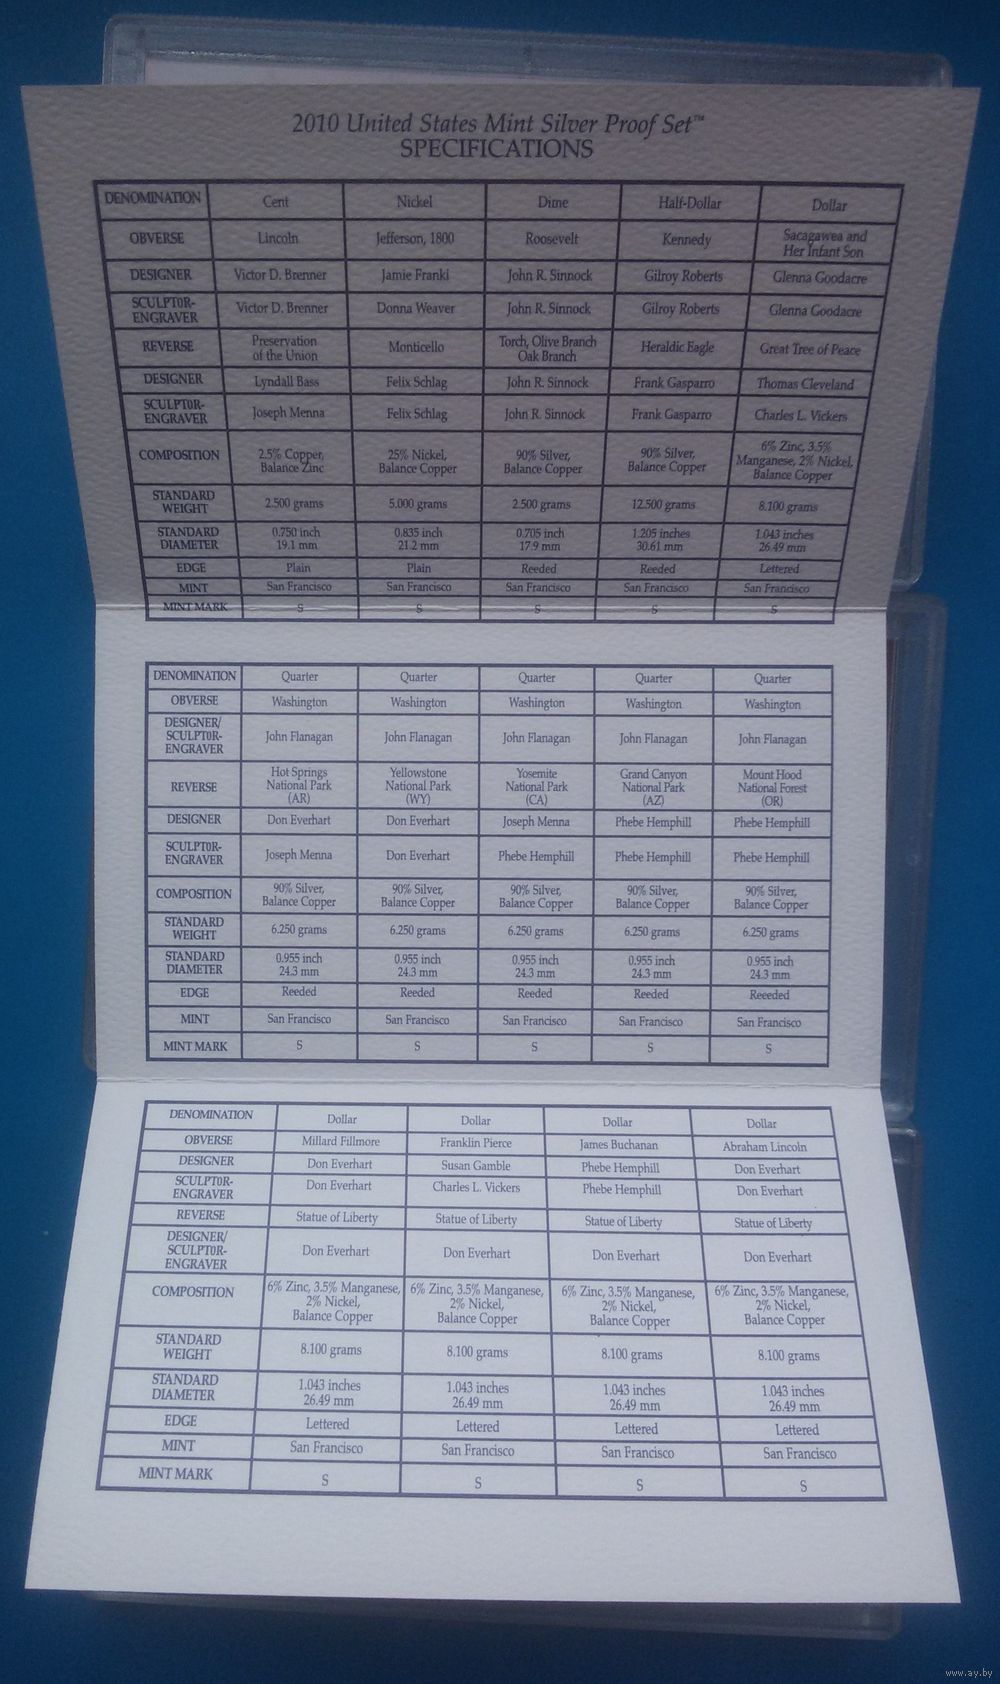 2010 United States Mint Silver Proof Set™
SPECIFICATIONS
DENOMINATION Cent Nickel Dime Half-Dollar Dollar
OBVERSE Lincoln Jefferson, 1800 Roosevelt Kennedy Sacagawea and
Her Infant Son
DESIGNER Victor D. Brenner Jamie Franki John R. Sinnock Gilroy Roberts Glenna Goodacre
SCULPTOR-
ENGRAVER Victor D. Brenner Donna Weaver John R. Sinnock Gilroy Roberts Glenna Goodacre
REVERSE Preservation
of the Union Monticello Torch, Olive Branch
Oak Branch Heraldic Eagle Great Tree of Peace
DESIGNER Lyndall Bass Felix Schlag John R. Sinnock Frank Gasparro Thomas Cleveland
SCULPTOR-
ENGRAVER Joseph Menna Felix Schlag John R. Sinnock Frank Gasparro Charles L. Vickers
COMPOSITION 2.5% Copper,
Balance Zinc 25% Nickel,
Balance Copper 90% Silver,
Balance Copper 90% Silver,
Balance Copper 6% Zinc, 3.5%
Manganese, 2% Nickel,
Balance Copper
STANDARD
WEIGHT 2.500 grams 5.000 grams 2.500 grams 12.500 grams 8.100 grams
STANDARD
DIAMETER 0.750 inch
19.1 mm 0.835 inch
21.2 mm 0.705 inch
17.9 mm 1.205 inches
30.61 mm 1.043 inches
26.49 mm
EDGE Plain Plain Reeded Reeded Lettered
MINT San Francisco San Francisco San Francisco San Francisco San Francisco
MINT MARK S S S S S
DENOMINATION Quarter Quarter Quarter Quarter Quarter
OBVERSE Washington Washington Washington Washington Washington
DESIGNER/
SCULPTOR-
ENGRAVER John Flanagan John Flanagan John Flanagan John Flanagan John Flanagan
REVERSE Hot Springs
National Park
(AR) Yellowstone
National Park
(WY) Yosemite
National Park
(CA) Grand Canyon
National Park
(AZ) Mount Hood
National Forest
(OR)
DESIGNER Don Everhart Don Everhart Joseph Menna Phebe Hemphill Phebe Hemphill
SCULPTOR-
ENGRAVER Joseph Menna Don Everhart Phebe Hemphill Phebe Hemphill Phebe Hemphill
COMPOSITION 90% Silver,
Balance Copper 90% Silver,
Balance Copper 90% Silver,
Balance Copper 90% Silver,
Balance Copper 90% Silver,
Balance Copper
STANDARD
WEIGHT 6.250 grams 6.250 grams 6.250 grams 6.250 grams 6.250 grams
STANDARD
DIAMETER 0.955 inch
24.3 mm 0.955 inch
24.3 mm 0.955 inch
24.3 mm 0.955 inch
24.3 mm 0.955 inch
24.3 mm
EDGE Reeded Reeded Reeded Reeded Reeeded
MINT San Francisco San Francisco San Francisco San Francisco San Francisco
MINT MARK S S S S S
DENOMINATION Dollar Dollar Dollar Dollar
OBVERSE Millard Fillmore Franklin Pierce James Buchanan Abraham Lincoln
DESIGNER Don Everhart Susan Gamble Phebe Hemphill Don Everhart
SCULPTOR-
ENGRAVER Don Everhart Charles L. Vickers Phebe Hemphill Don Everhart
REVERSE Statue of Liberty Statue of Liberty Statue of Liberty Statue of Liberty
DESIGNER/
SCULPTOR-
ENGRAVER Don Everhart Don Everhart Don Everhart Don Everhart
COMPOSITION 6% Zinc, 3.5% Manganese,
2% Nickel,
Balance Copper 6% Zinc, 3.5% Manganese,
2% Nickel,
Balance Copper 6% Zinc, 3.5% Manganese,
2% Nickel,
Balance Copper 6% Zinc, 3.5% Manganese,
2% Nickel,
Balance Copper
STANDARD
WEIGHT 8.100 grams 8.100 grams 8.100 grams 8.100 grams
STANDARD
DIAMETER 1.043 inches
26.49 mm 1.043 inches
26.49 mm 1.043 inches
26.49 mm 1.043 inches
26.49 mm
EDGE Lettered Lettered Lettered Lettered
MINT San Francisco San Francisco San Francisco San Francisco
MINT MARK S S S S
www.ay.by